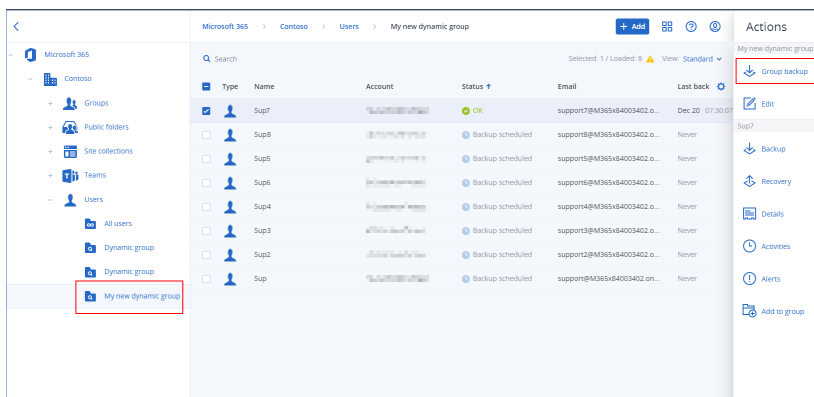 Microsoft 365 > Contoso > Users > My new dynamic group
+ Add
Actions
Microsoft 365
Contoso
Groups
Public folders
Site collections
Teams
Users
All users
Dynamic group
Dynamic group
My new dynamic group
Search
Selected: 1 / Loaded: 8 View: Standard
Type Name Account Status Email Last back
Sup7 OK support7@M365x84003402.o... Dec 20 07:30:07
Sup8 Backup scheduled support8@M365x84003402.o... Never
Sup5 Backup scheduled support5@M365x84003402.o... Never
Sup6 Backup scheduled support6@M365x84003402.o... Never
Sup4 Backup scheduled support4@M365x84003402.o... Never
Sup3 Backup scheduled support3@M365x84003402.o... Never
Sup2 Backup scheduled support2@M365x84003402.o... Never
Sup Backup scheduled support@M365x84003402.on... Never
My new dynamic group
Group backup
Edit
Sup7
Backup
Recovery
Details
Activities
Alerts
Add to group